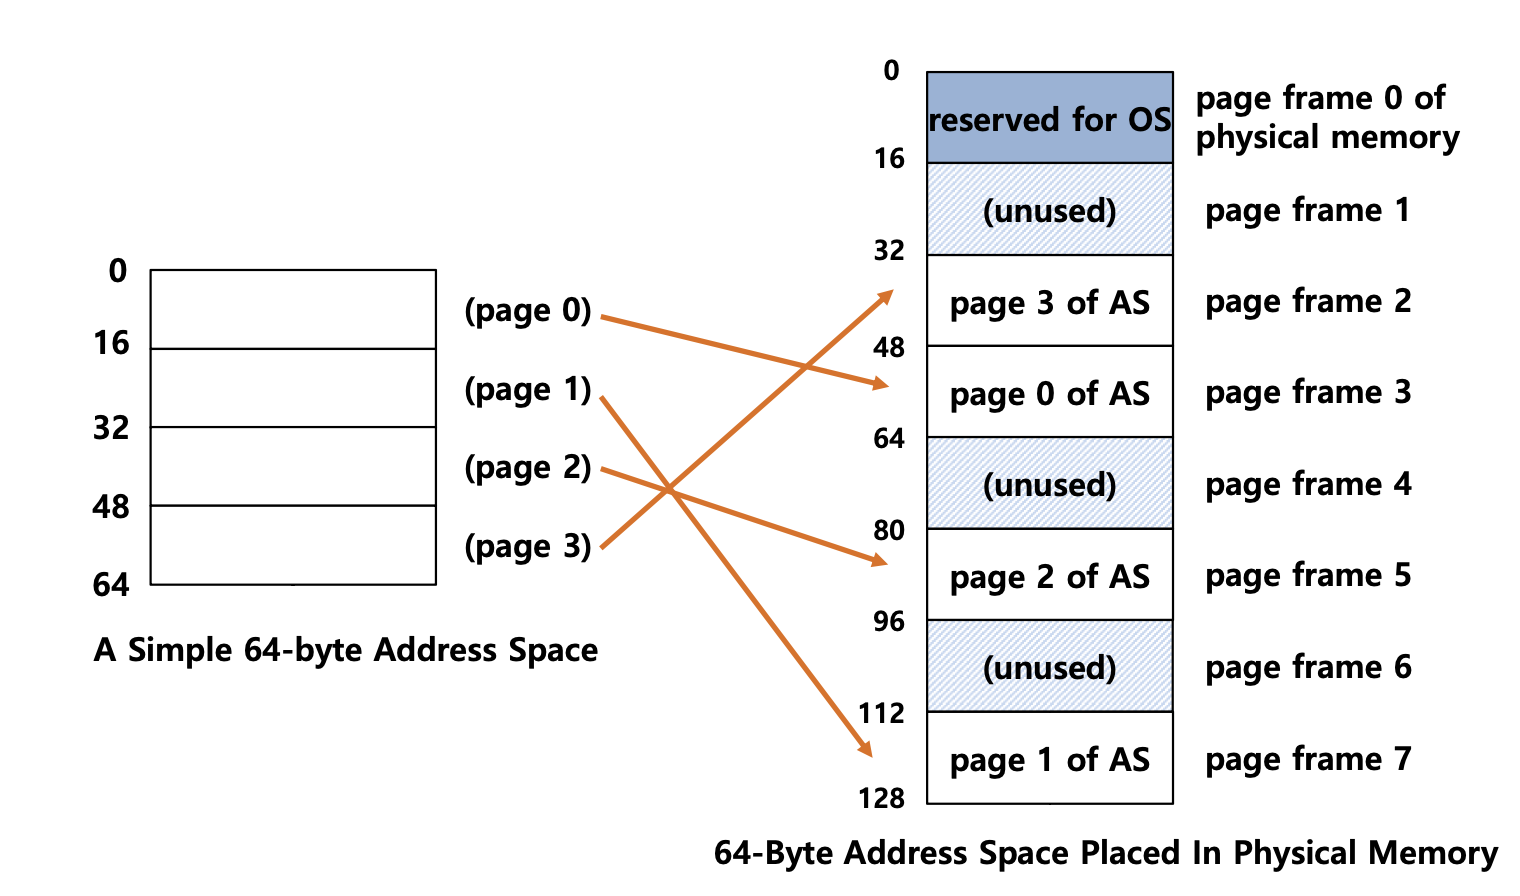 0
16
32
48
64
(page 0)
(page 1)
(page 2)
(page 3)
A Simple 64-byte Address Space
0
16
32
48
64
80
96
112
128
reserved for OS
(unused)
page 3 of AS
page 0 of AS
(unused)
page 2 of AS
(unused)
page 1 of AS
page frame 0 of
physical memory
page frame 1
page frame 2
page frame 3
page frame 4
page frame 5
page frame 6
page frame 7
64-Byte Address Space Placed In Physical Memory